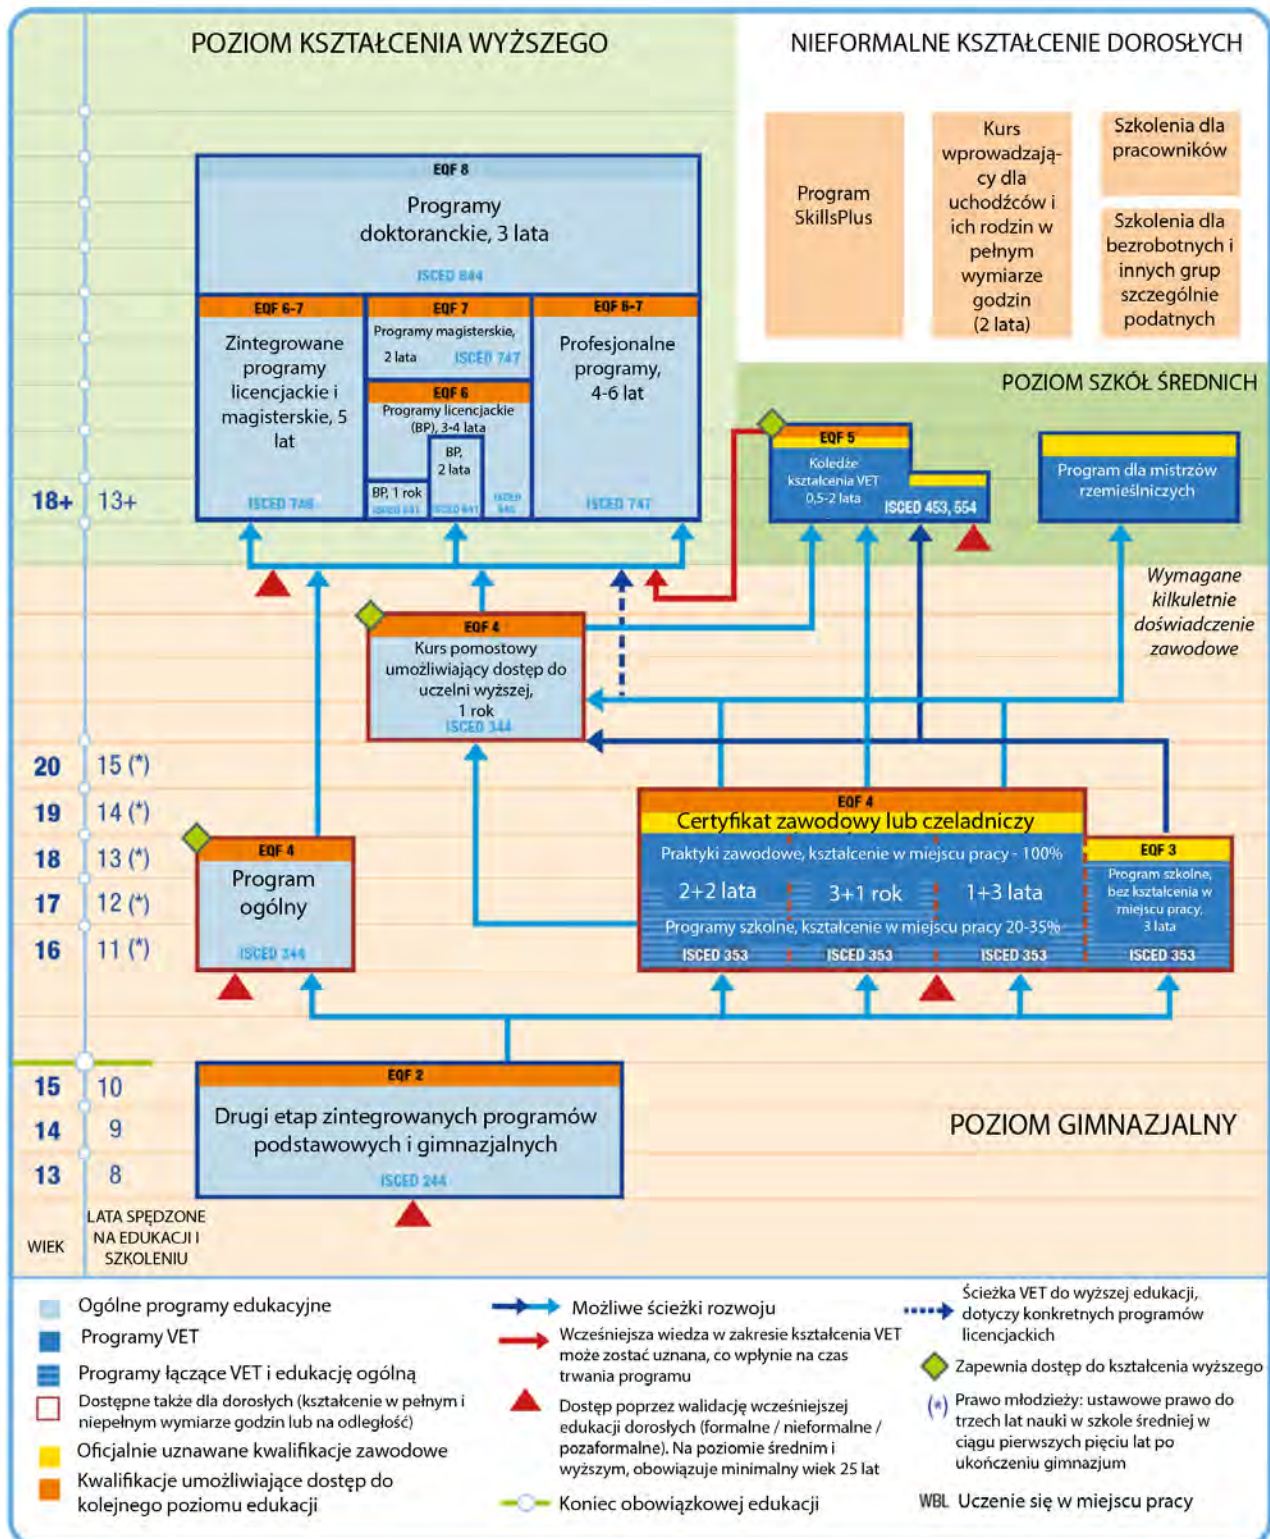 POZIOM KSZTAŁCENIA WYŻSZEGO
NIEFORMALNE KSZTAŁCENIE DOROSŁYCH
Program
SkillsPlus
Kurs
wprowadzają-
cy dla
uchodźców i
ich rodzin w
pełnym
wymiarze
godzin
(2 lata)
Szkolenia dla
pracowników
Szkolenia dla
bezrobotnych i
innych grup
szczególnie
podatnych
EQF 8
Programy
doktoranckie, 3 lata
ISCED 844
EQF 6-7
Zintegrowane
programy
licencjackie i
magisterskie, 5
lat
ISCED 746
EQF 7
Programy magisterskie,
2 lata
ISCED 747
EQF 6
Programy licencjackie
(BP), 3-4 lata
BP,
2 lata
BP, 1 rok
EQF 6-7
Profesjonalne
programy,
4-6 lat
ISCED 747
POZIOM SZKÓŁ ŚREDNICH
EQF 5
Koledże
kształcenia VET
0,5-2 lata
ISCED 453, 554
Program dla mistrzów
rzemieślniczych
18+ 13+
Wymagane
kilkuletnie
doświadczenie
zawodowe
EQF 4
Kurs pomostowy
umożliwiający dostęp do
uczelni wyższej,
1 rok
ISCED 344
20 15 (*)
19 14 (*)
18 13 (*)
17 12 (*)
16 11 (*)
EQF 4
Program
ogólny
ISCED 344
EQF 4
Certyfikat zawodowy lub czeladniczy
Praktyki zawodowe, kształcenie w miejscu pracy - 100%
2+2 lata 3+1 rok 1+3 lata
Programy szkolne, kształcenie w miejscu pracy 20-35%
ISCED 353 ISCED 353 ISCED 353
EQF 3
Program szkolne,
bez kształcenia w
miejscu pracy,
3 lata
ISCED 353
15 10
14 9
13 8
EQF 2
Drugi etap zintegrowanych programów
podstawowych i gimnazjalnych
ISCED 244
POZIOM GIMNAZJALNY
WIEK
LATA SPĘDZONE
NA EDUKACJI I
SZKOLENIU
Ogólne programy edukacyjne
Programy VET
Programy łączące VET i edukację ogólną
Dostępne także dla dorosłych (kształcenie w pełnym i
niepełnym wymiarze godzin lub na odległość)
Oficjalnie uznawane kwalifikacje zawodowe
Kwalifikacje umożliwiające dostęp do
kolejnego poziomu edukacji
Możliwe ścieżki rozwoju
Wcześniejsza wiedza w zakresie kształcenia VET
może zostać uznana, co wpłynie na czas
trwania programu
Dostęp poprzez walidację wcześniejszej
edukacji dorosłych (formalne / nieformalne /
pozaformalne). Na poziomie średnim i
wyższym, obowiązuje minimalny wiek 25 lat
Koniec obowiązkowej edukacji
Ścieżka VET do wyższej edukacji,
dotyczy konkretnych programów
licencjackich
Zapewnia dostęp do kształcenia wyższego
(*) Prawo młodzieży: ustawowe prawo do
trzech lat nauki w szkole średniej w
ciągu pierwszych pięciu lat po
ukończeniu gimnazjum
WBL Uczenie się w miejscu pracy